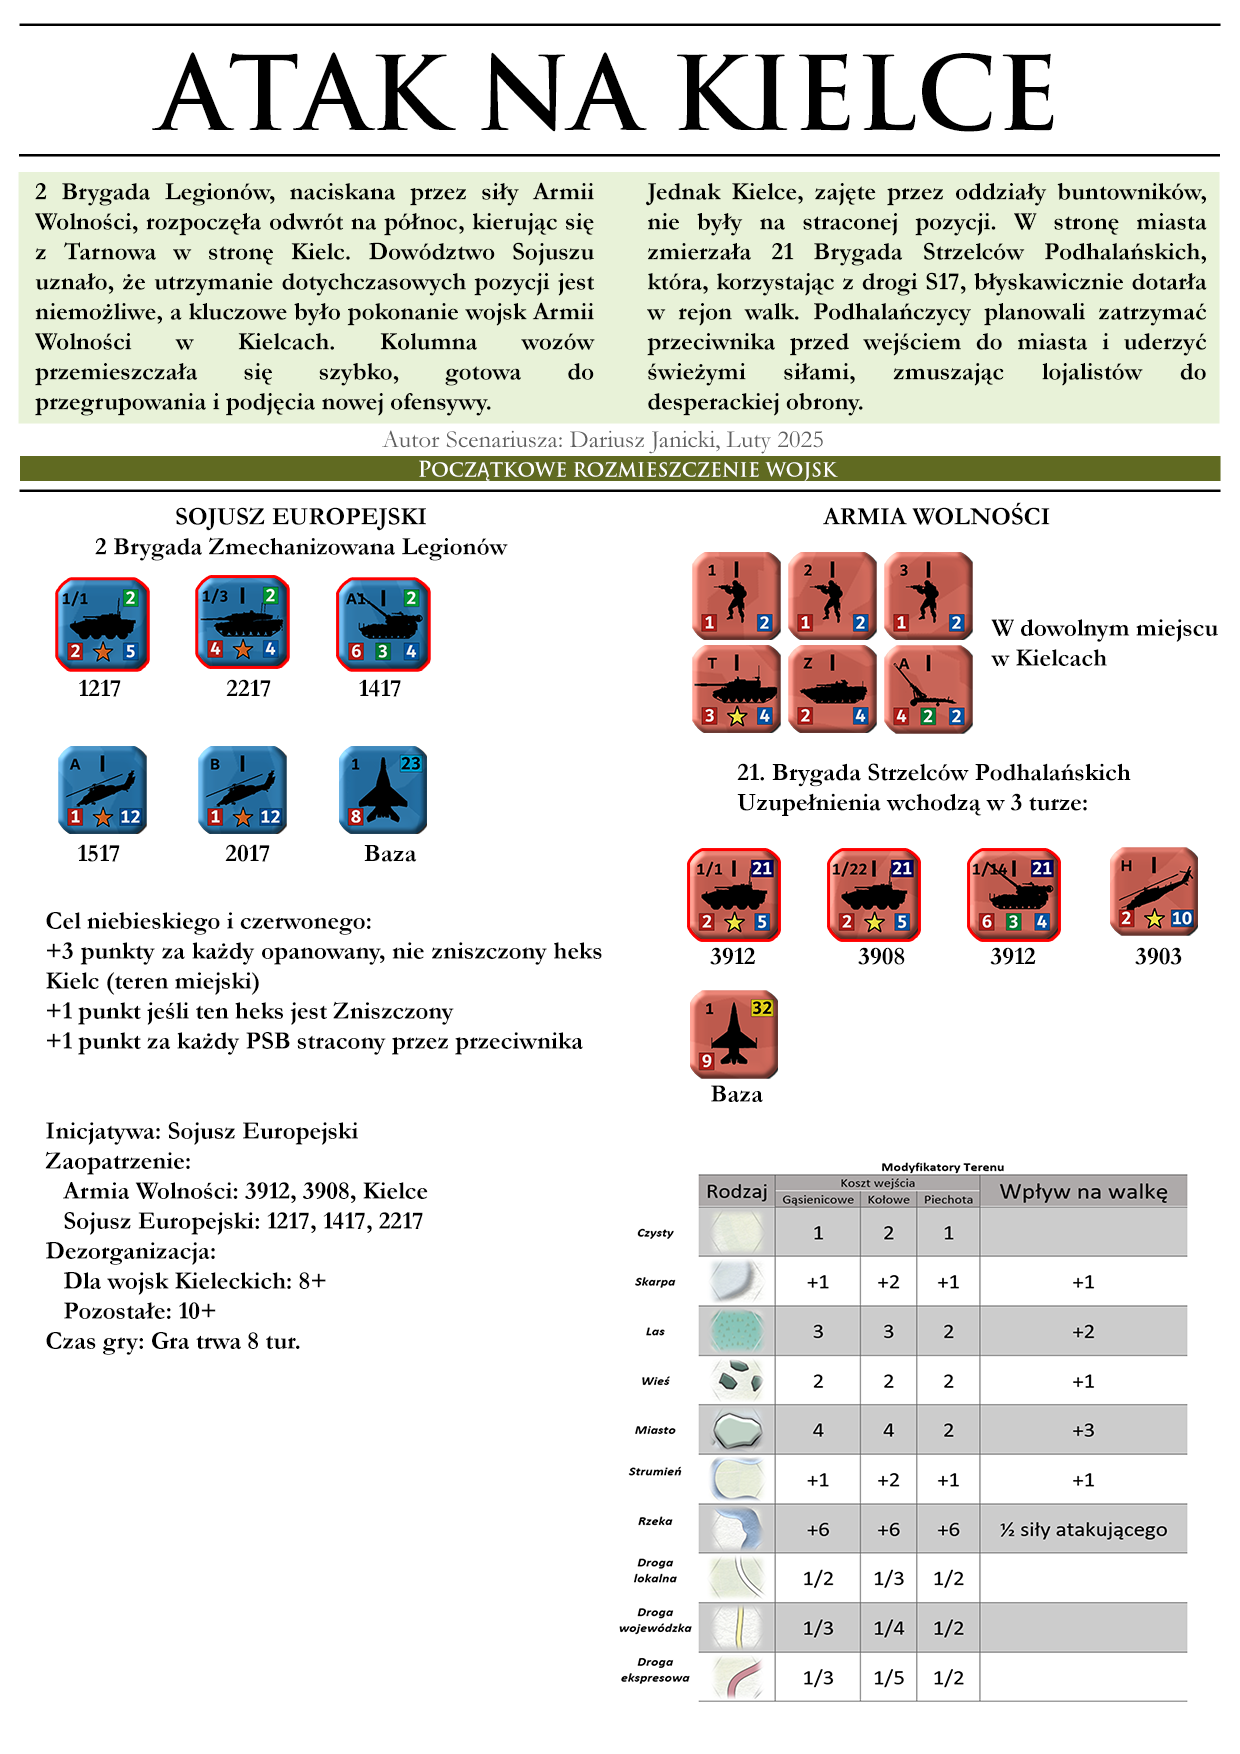 ATAK NA KIELCE
2 Brygada Legionów, naciskana przez siły Armii
Wolności, rozpoczęła odwrót na północ, kierując się
z Tarnowa w stronę Kielc. Dowództwo Sojuszu
uznało, że utrzymanie dotychczasowych pozycji jest
niemożliwe, a kluczowe było pokonanie wojsk Armii
Wolności w Kielcach. Kolumna wozów
przemieszczała się szybko, gotowa do
przegrupowania i podjęcia nowej ofensywy.
Jednak Kielce, zajęte przez oddziały buntowników,
nie były na straconej pozycji. W stronę miasta
zmierzała 21 Brygada Strzelców Podhalańskich,
która, korzystając z drogi S17, błyskawicznie dotarła
w rejon walk. Podhalańczycy planowali zatrzymać
przeciwnika przed wejściem do miasta i uderzyć
świeżymi siłami, zmuszając lojalistów do
desperackiej obrony.
Autor Scenariusza: Dariusz Janicki, Luty 2025
POCZĄTKOWE ROZMIESZCZENIE WOJSK
SOJUSZ EUROPEJSKI
2 Brygada Zmechanizowana Legionów
1/1 2 1/3 I 2 A1 I 2
2 5 4 4 6 3 4
1217 2217 1417
A I B I 1 23
1 12 1 12 8
1517 2017 Baza
Cel niebieskiego i czerwonego:
+3 punkty za każdy opanowany, nie zniszczony heks
Kielc (teren miejski)
+1 punkt jeśli ten heks jest Zniszczony
+1 punkt za każdy PSB stracony przez przeciwnika
Inicjatywa: Sojusz Europejski
Zaopatrzenie:
Armia Wolności: 3912, 3908, Kielce
Sojusz Europejski: 1217, 1417, 2217
Dezorganizacja:
Dla wojsk Kieleckich: 8+
Pozostałe: 10+
Czas gry: Gra trwa 8 tur.
ARMIA WOLNOŚCI
1 I 2 I 3 I
1 2 1 2 1 2
T I Z I A I
3 4 2 4 4 2 2
W dowolnym miejscu
w Kielcach
21. Brygada Strzelców Podhalańskich
Uzupełnienia wchodzą w 3 turze:
1/1 I 21 1/22 I 21 1/14 I 21 H I
2 5 2 5 6 3 4 2 10
3912 3908 3912 3903
1 32
9
Baza
Modyfikatory Terenu
Rodzaj Koszt wejścia Wpływ na walkę
Gąsienicowe Kołowe Piechota
Czysty 1 2 1
Skarpa +1 +2 +1 +1
Las 3 3 2 +2
Wieś 2 2 2 +1
Miasto 4 4 2 +3
Strumień +1 +2 +1 +1
Rzeka +6 +6 +6 ½ siły atakującego
Droga
lokalna 1/2 1/3 1/2
Droga
wojewódzka 1/3 1/4 1/2
Droga
ekspresowa 1/3 1/5 1/2